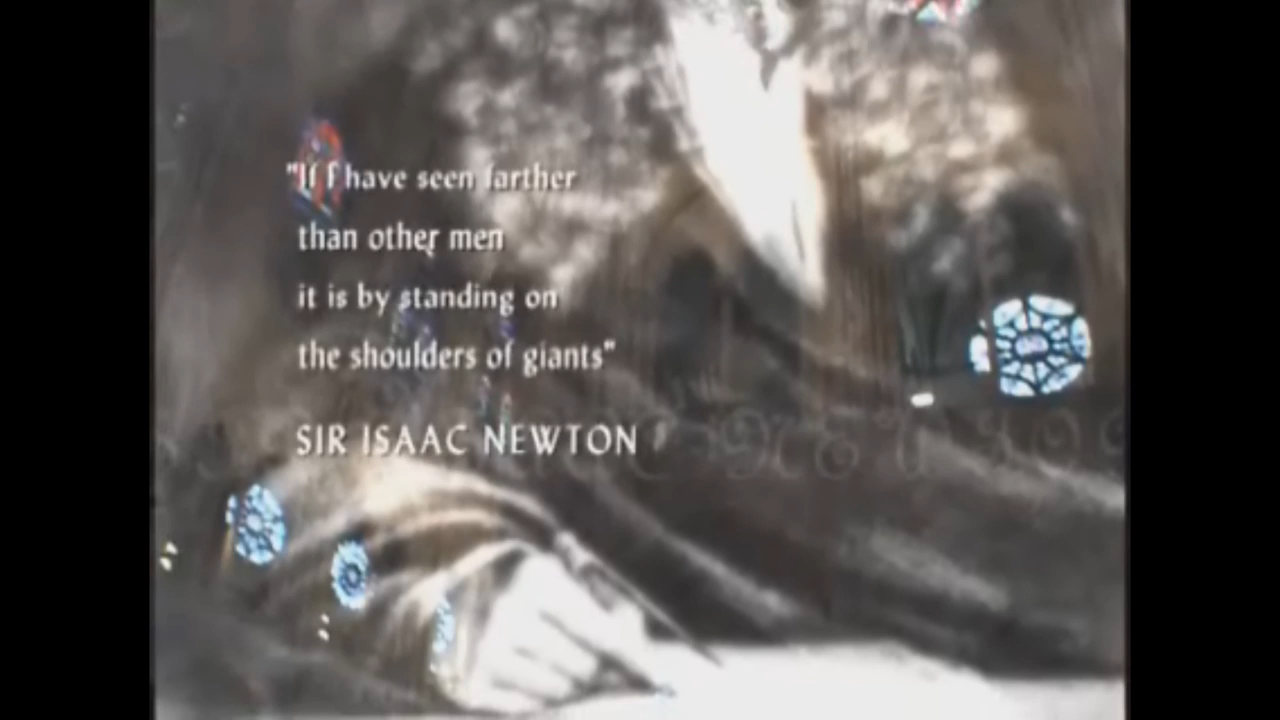 "If I have seen farther
than other men
it is by standing on
the shoulders of giants"
SIR ISAAC NEWTON